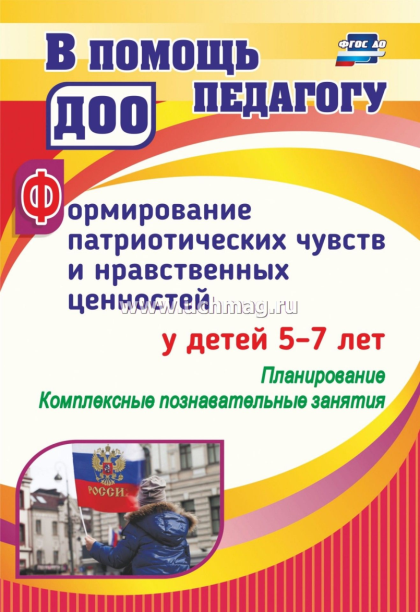 В ПОМОЩЬ
ПЕДАГОГУ
ДОО
ФГОС ДО
Формирование
патриотических чувств
и нравственных
ценностей
www.uchmag.ru
у детей 5–7 лет
Планирование
Комплексные познавательные занятия
РОССИ